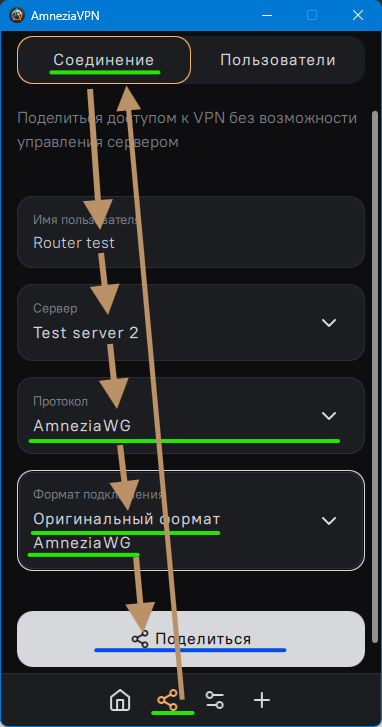 AmneziaVPN
Соединение
Пользователи
Поделиться доступом к VPN без возможности
управления сервером
Имя пользователя
Router test
Сервер
Test server 2
Протокол
AmneziaWG
Формат подключения
Оригинальный формат
AmneziaWG
Поделиться